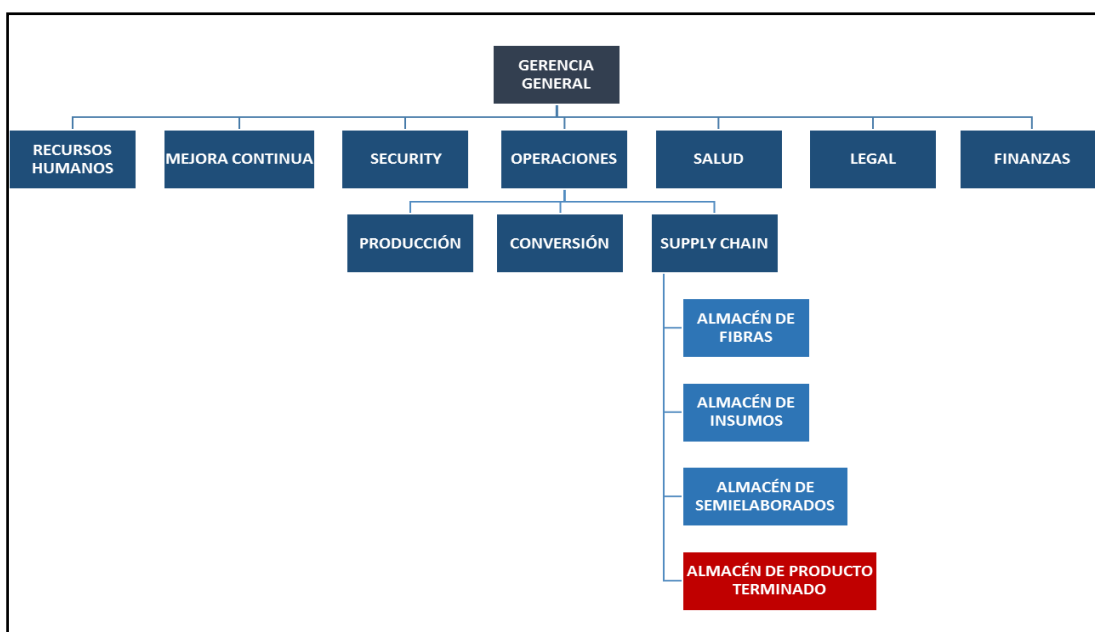 GERENCIA
GENERAL
RECURSOS
HUMANOS
MEJORA CONTINUA
SECURITY
OPERACIONES
SALUD
LEGAL
FINANZAS
PRODUCCIÓN
CONVERSIÓN
SUPPLY CHAIN
ALMACÉN DE
FIBRAS
ALMACÉN DE
INSUMOS
ALMACÉN DE
SEMIELABORADOS
ALMACÉN DE PRODUCTO
TERMINADO